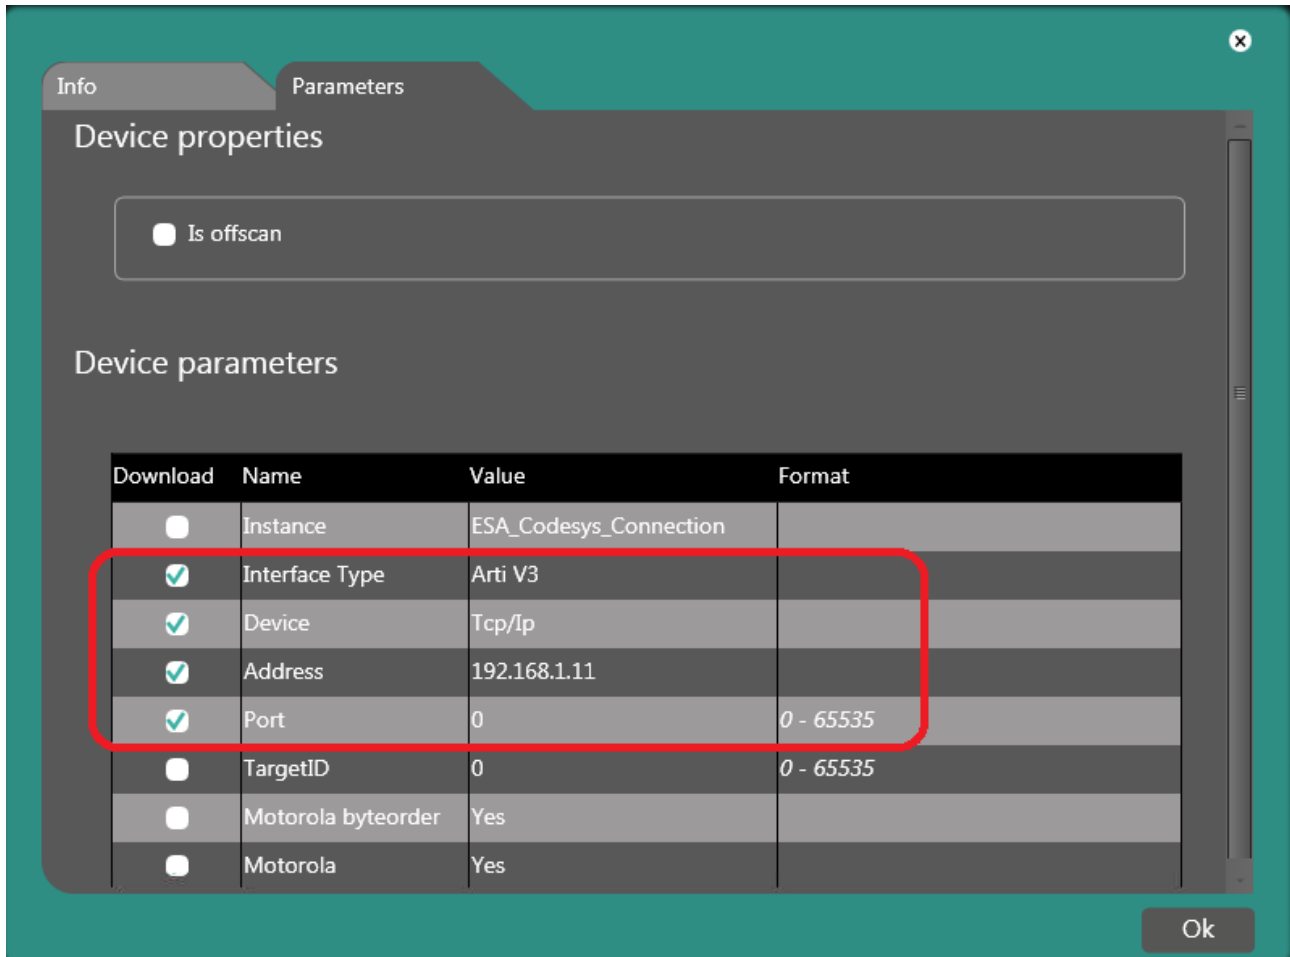 Info Parameters
Device properties
Is offscan
Device parameters
Download Name Value Format
Instance ESA_Codesys_Connection
Interface Type Arti V3
Device Tcp/Ip
Address 192.168.1.11
Port 0 0 - 65535
TargetID 0 0 - 65535
Motorola byteorder Yes
Motorola Yes
Ok